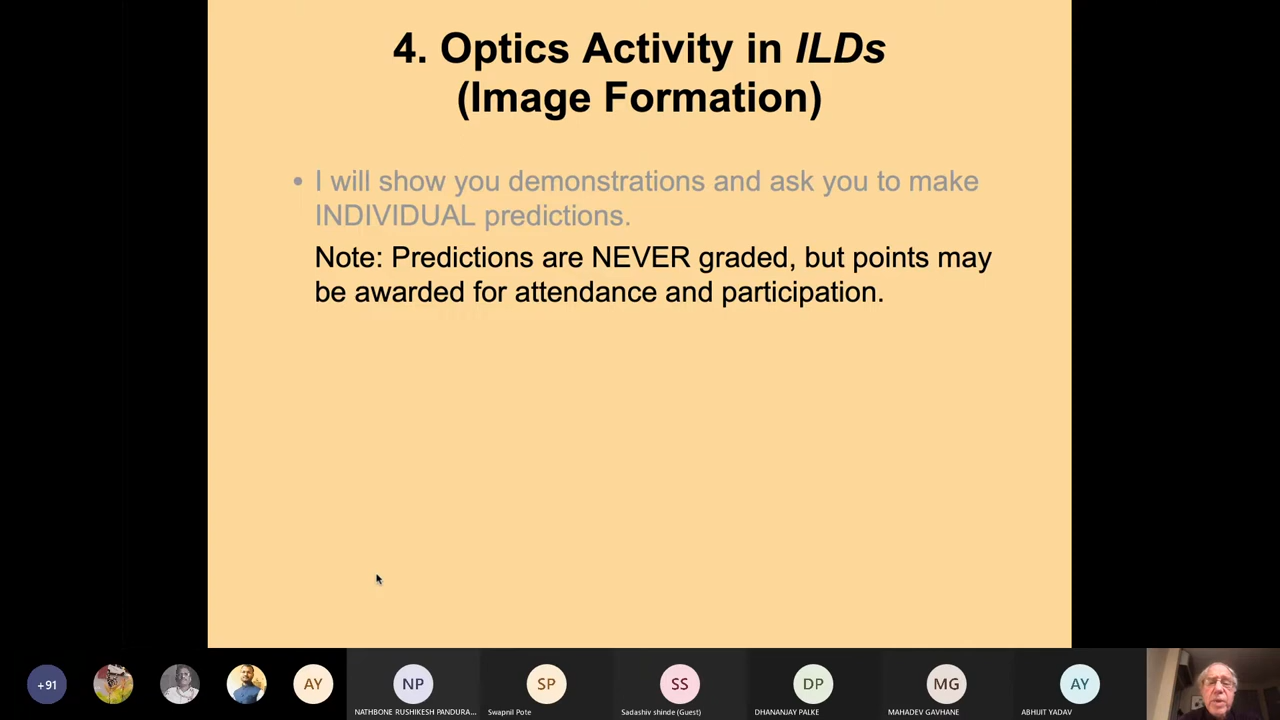 4. Optics Activity in ILDs
(Image Formation)
• I will show you demonstrations and ask you to make
INDIVIDUAL predictions.
Note: Predictions are NEVER graded, but points may
be awarded for attendance and participation.
+91
AY
NP
SP
SS
DP
MG
AY
NATHBONE RUSHIKESH PANDURA...
Swapnil Pote
Sadashiv shinde (Guest)
DHANANJAY PALKE
MAHADEV GAVHANE
ABHIJIT YADAV